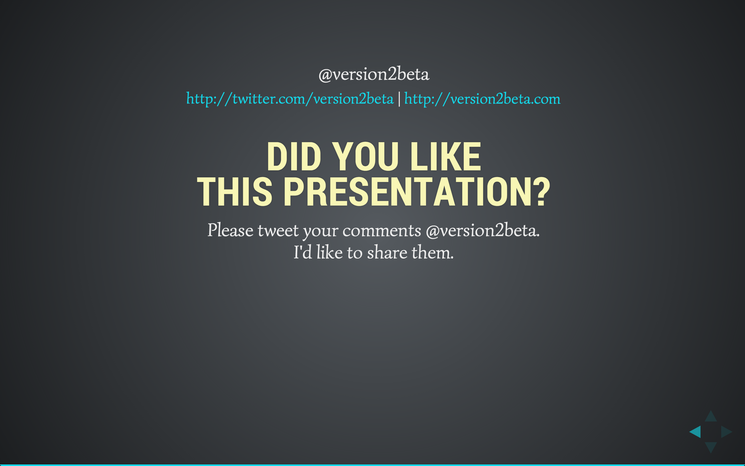 @version2beta
http://twitter.com/version2beta | http://version2beta.com
DID YOU LIKE
THIS PRESENTATION?
Please tweet your comments @version2beta.
I'd like to share them.